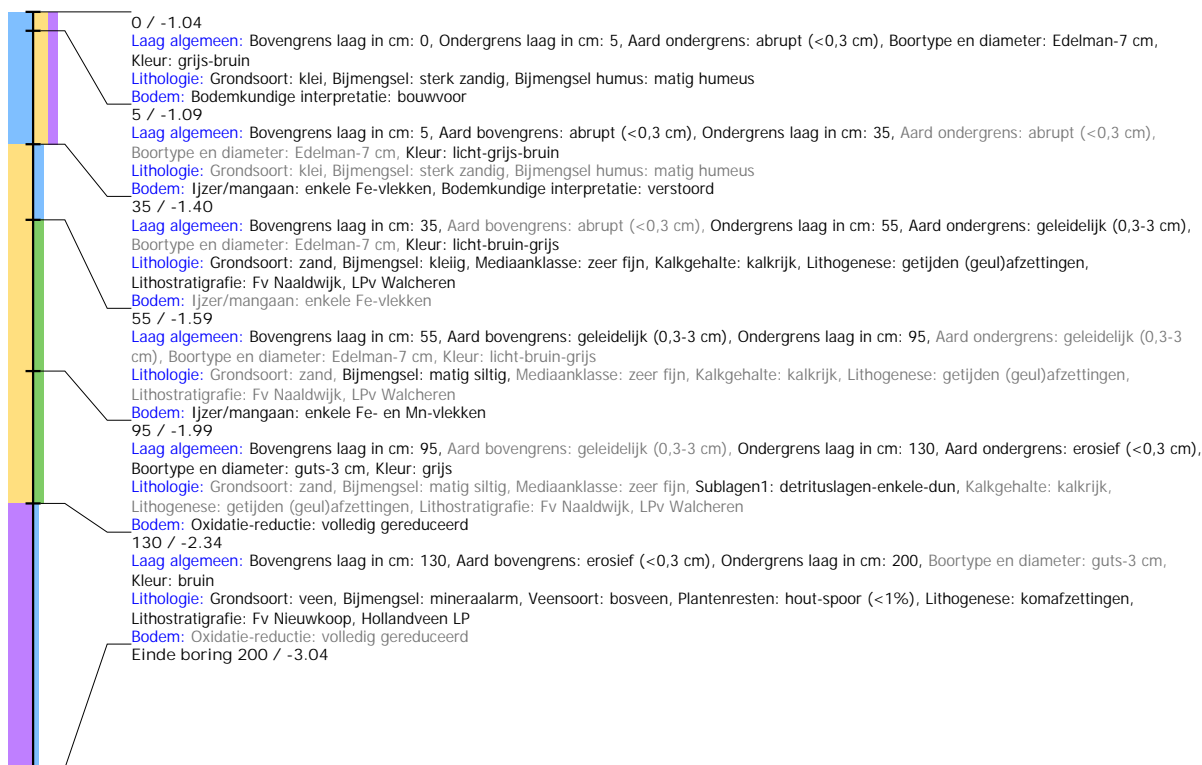 0 / -1.04
Laag algemeen: Bovengrens laag in cm: 0, Ondergrens laag in cm: 5, Aard ondergrens: abrupt (<0,3 cm), Boortype en diameter: Edelman-7 cm,
Kleur: grijs-bruin
Lithologie: Grondsoort: klei, Bijmengsel: sterk zandig, Bijmengsel humus: matig humeus
Bodem: Bodemkundige interpretatie: bouwvoor
5 / -1.09
Laag algemeen: Bovengrens laag in cm: 5, Aard bovengrens: abrupt (<0,3 cm), Ondergrens laag in cm: 35, Aard ondergrens: abrupt (<0,3 cm),
Boortype en diameter: Edelman-7 cm, Kleur: licht-grijs-bruin
Lithologie: Grondsoort: klei, Bijmengsel: sterk zandig, Bijmengsel humus: matig humeus
Bodem: Ijzer/mangaan: enkele Fe-vlekken, Bodemkundige interpretatie: verstoord
35 / -1.40
Laag algemeen: Bovengrens laag in cm: 35, Aard bovengrens: abrupt (<0,3 cm), Ondergrens laag in cm: 55, Aard ondergrens: geleidelijk (0,3-3 cm),
Boortype en diameter: Edelman-7 cm, Kleur: licht-bruin-grijs
Lithologie: Grondsoort: zand, Bijmengsel: kleiig, Mediaanklasse: zeer fijn, Kalkgehalte: kalkrijk, Lithogenese: getijden (geul)afzettingen,
Lithostratigrafie: Fv Naaldwijk, LPv Walcheren
Bodem: Ijzer/mangaan: enkele Fe-vlekken
55 / -1.59
Laag algemeen: Bovengrens laag in cm: 55, Aard bovengrens: geleidelijk (0,3-3 cm), Ondergrens laag in cm: 95, Aard ondergrens: geleidelijk (0,3-3
cm), Boortype en diameter: Edelman-7 cm, Kleur: licht-bruin-grijs
Lithologie: Grondsoort: zand, Bijmengsel: matig siltig, Mediaanklasse: zeer fijn, Kalkgehalte: kalkrijk, Lithogenese: getijden (geul)afzettingen,
Lithostratigrafie: Fv Naaldwijk, LPv Walcheren
Bodem: Ijzer/mangaan: enkele Fe- en Mn-vlekken
95 / -1.99
Laag algemeen: Bovengrens laag in cm: 95, Aard bovengrens: geleidelijk (0,3-3 cm), Ondergrens laag in cm: 130, Aard ondergrens: erosief (<0,3 cm),
Boortype en diameter: guts-3 cm, Kleur: grijs
Lithologie: Grondsoort: zand, Bijmengsel: matig siltig, Mediaanklasse: zeer fijn, Sublagen1: detrituslagen-enkele-dun, Kalkgehalte: kalkrijk,
Lithogenese: getijden (geul)afzettingen, Lithostratigrafie: Fv Naaldwijk, LPv Walcheren
Bodem: Oxidatie-reductie: volledig gereduceerd
130 / -2.34
Laag algemeen: Bovengrens laag in cm: 130, Aard bovengrens: erosief (<0,3 cm), Ondergrens laag in cm: 200, Boortype en diameter: guts-3 cm,
Kleur: bruin
Lithologie: Grondsoort: veen, Bijmengsel: mineraalarm, Veensoort: bosveen, Plantenresten: hout-spoor (<1%), Lithogenese: komafzettingen,
Lithostratigrafie: Fv Nieuwkoop, Hollandveen LP
Bodem: Oxidatie-reductie: volledig gereduceerd
Einde boring 200 / -3.04